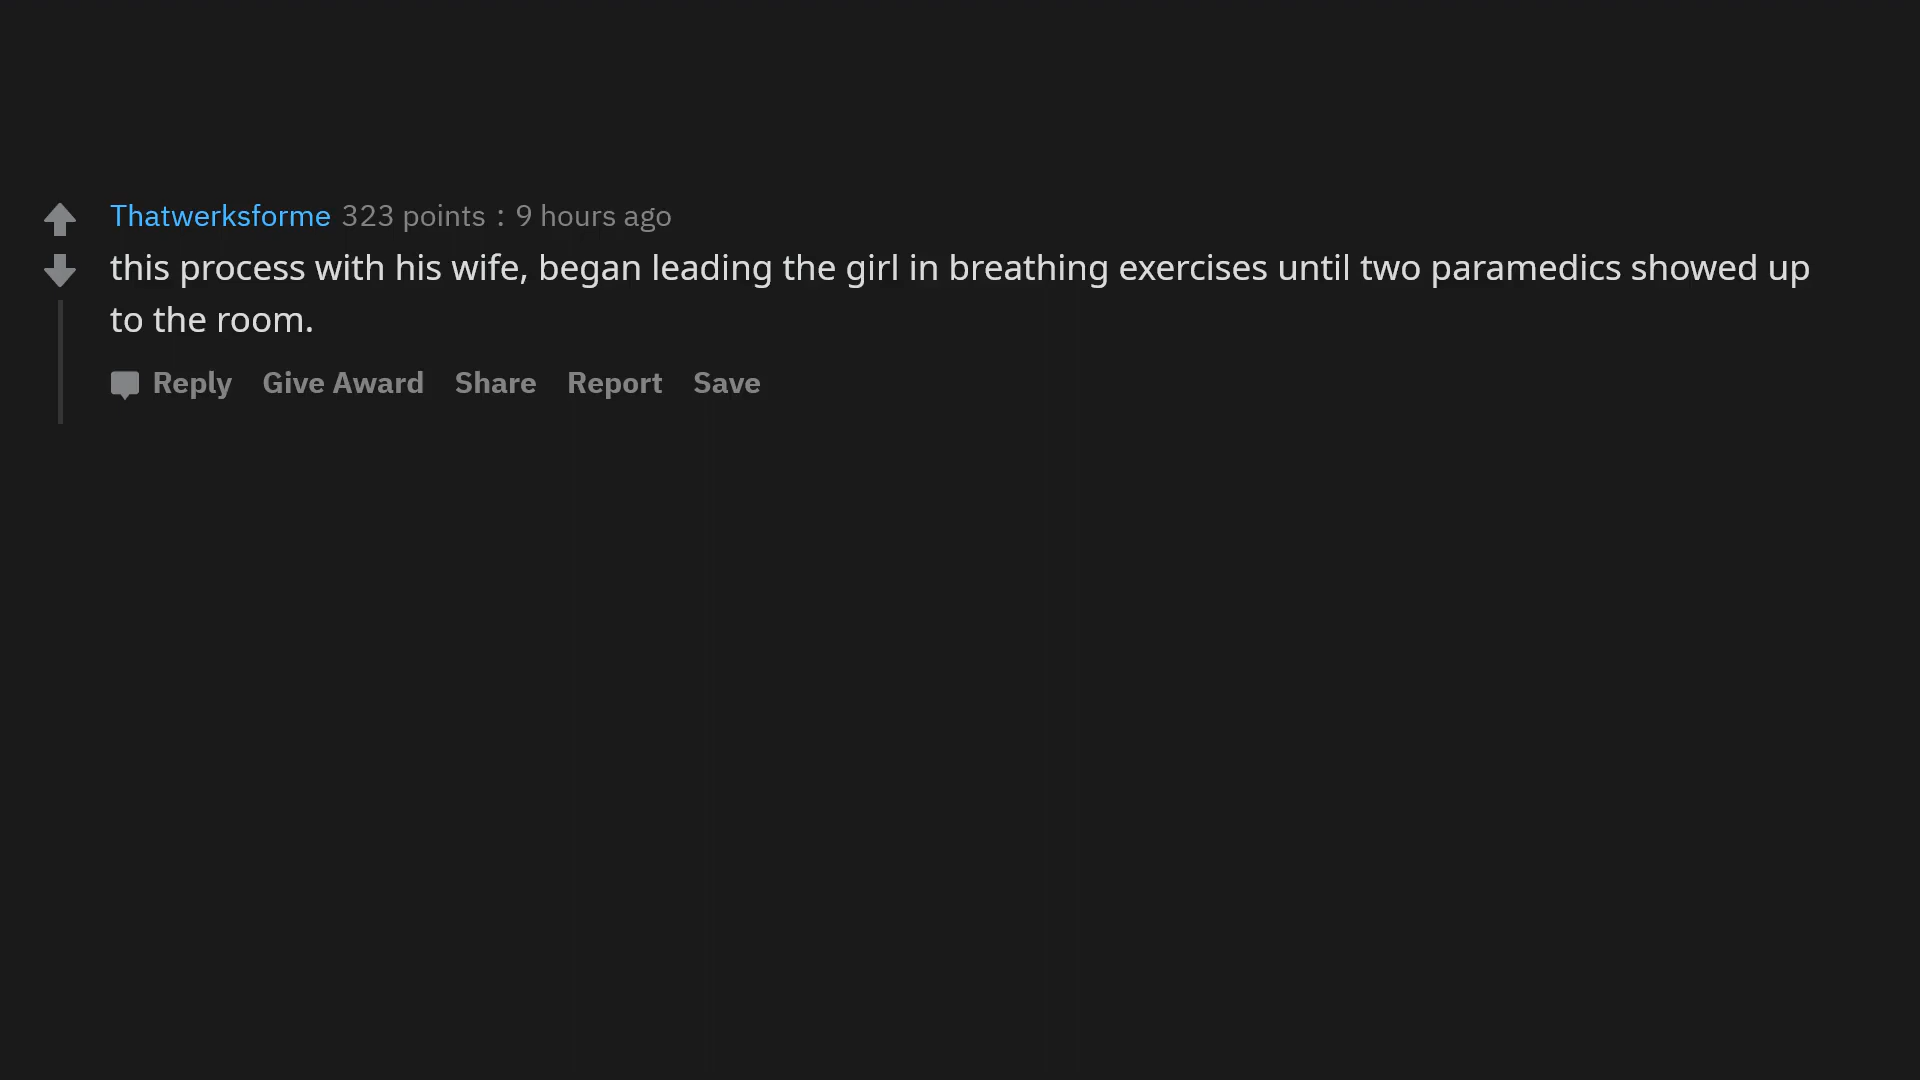 Thatwerksforme 323 points : 9 hours ago
this process with his wife, began leading the girl in breathing exercises until two paramedics showed up
to the room.
Reply Give Award Share Report Save